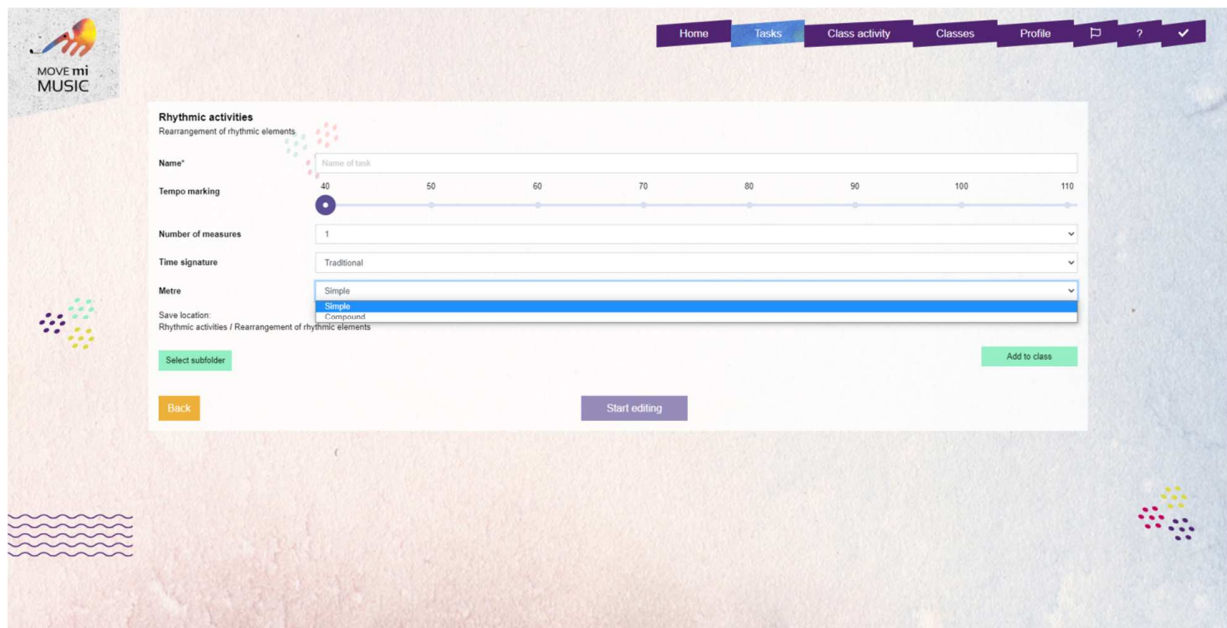 MOVE mi
MUSIC
Home Tasks Class activity Classes Profile ?
Rhythmic activities
Rearrangement of rhythmic elements
Name*
Name of task
Tempo marking
40 50 60 70 80 90 100 110
Number of measures
1
Time signature
Traditional
Metre
Simple
Simple
Compound
Save location:
Rhythmic activities / Rearrangement of rhythmic elements
Select subfolder
Add to class
Back
Start editing